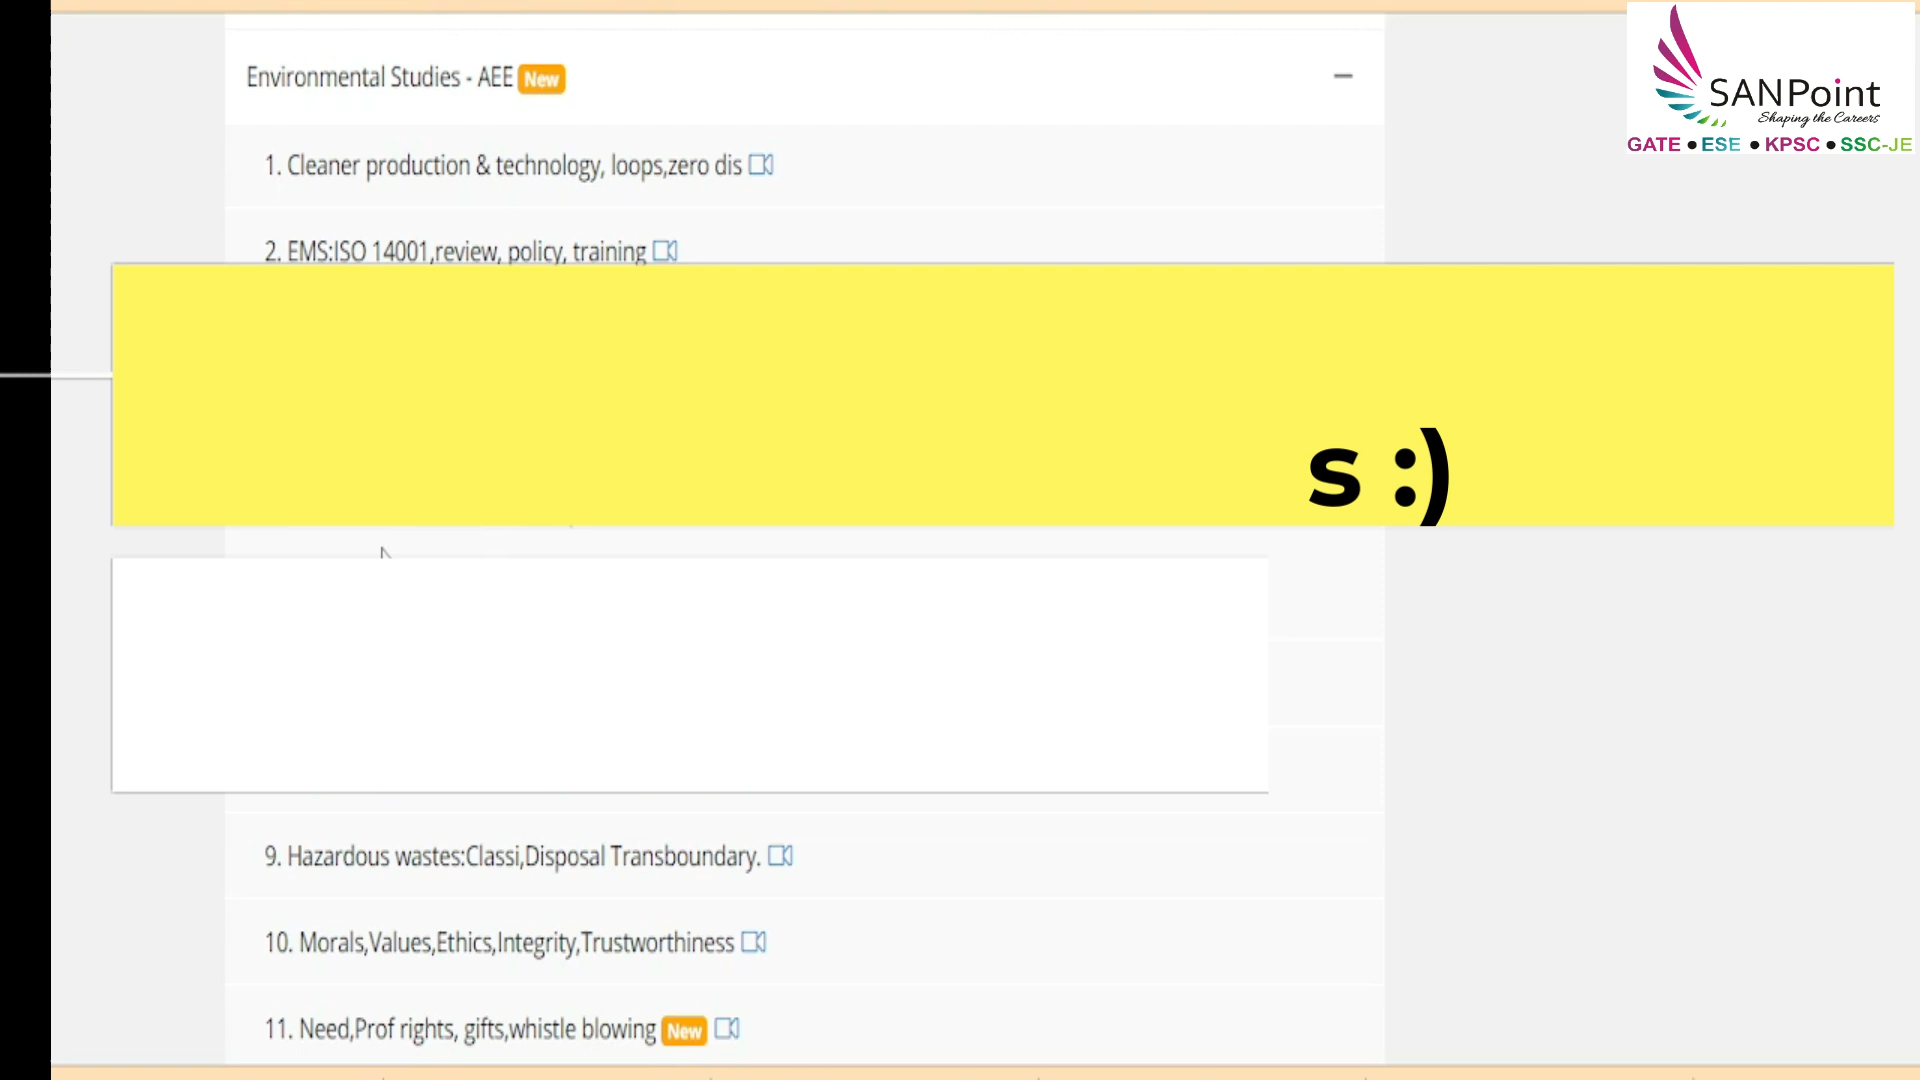 SANPoint
Shaping the Careers
GATE ● ESE ● KPSC ● SSC-JE
Environmental Studies - AEE New
1. Cleaner production & technology, loops,zero dis
2. EMS:ISO 14001,review, policy, training
s :)
9. Hazardous wastes:Classi,Disposal Transboundary.
10. Morals,Values,Ethics,Integrity,Trustworthiness
11. Need,Prof rights, gifts,whistle blowing New